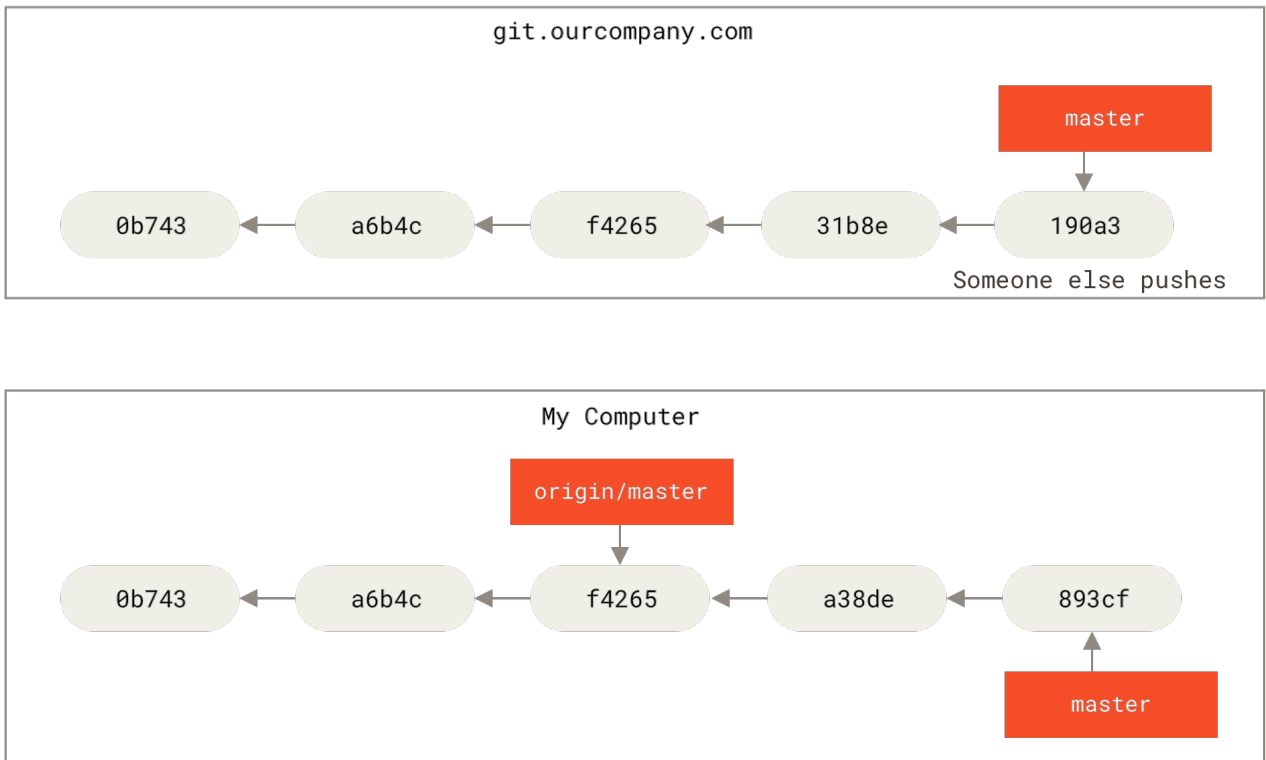 git.ourcompany.com
master
0b743 a6b4c f4265 31b8e 190a3
Someone else pushes
My Computer
origin/master
0b743 a6b4c f4265 a38de 893cf
master